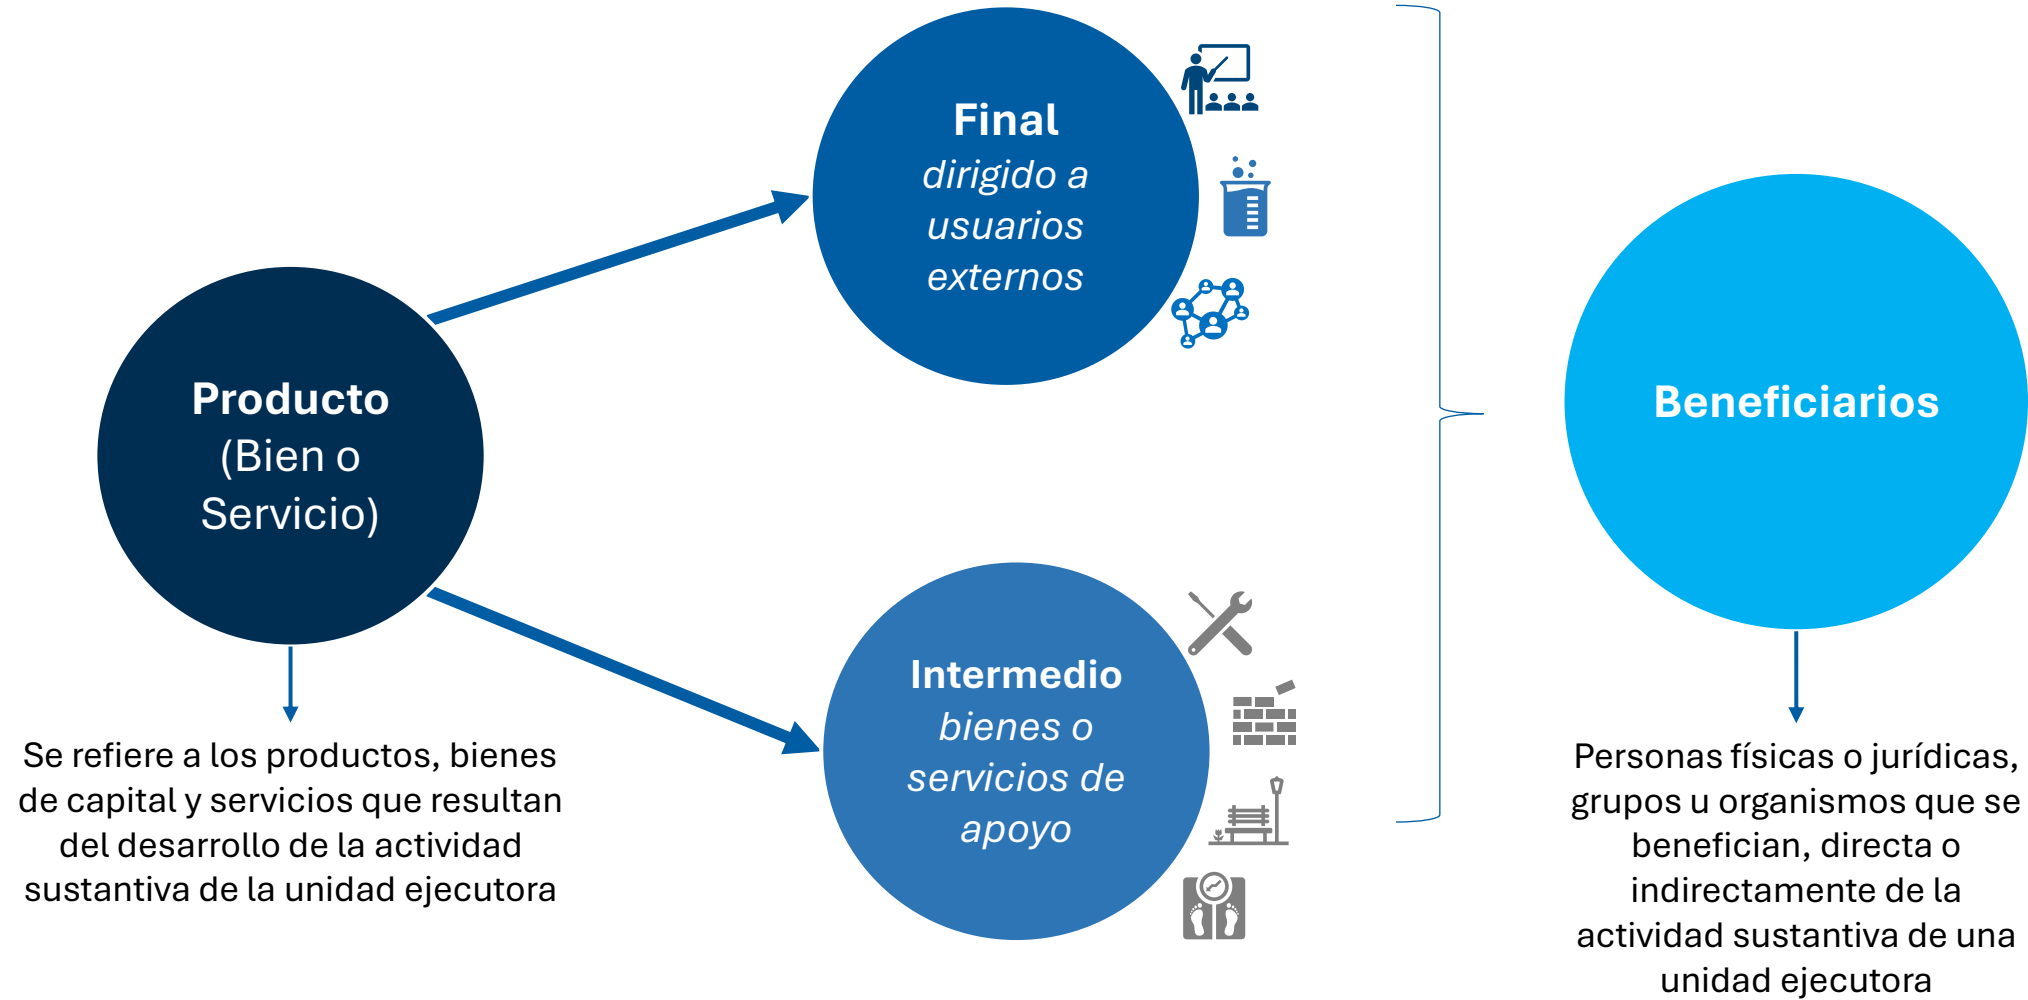 Producto
(Bien o
Servicio)
Se refiere a los productos, bienes
de capital y servicios que resultan
del desarrollo de la actividad
sustantiva de la unidad ejecutora
Final
dirigido a
usuarios
externos
Intermedio
bienes o
servicios de
apoyo
Beneficiarios
Personas físicas o jurídicas,
grupos u organismos que se
benefician, directa o
indirectamente de la
actividad sustantiva de una
unidad ejecutora